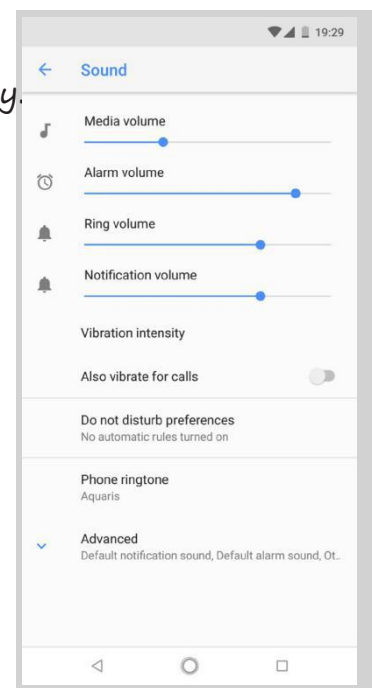 19:29
Sound
y.
Media volume
Alarm volume
Ring volume
Notification volume
Vibration intensity
Also vibrate for calls
Do not disturb preferences
No automatic rules turned on
Phone ringtone
Aquaris
Advanced
Default notification sound, Default alarm sound, Ot..